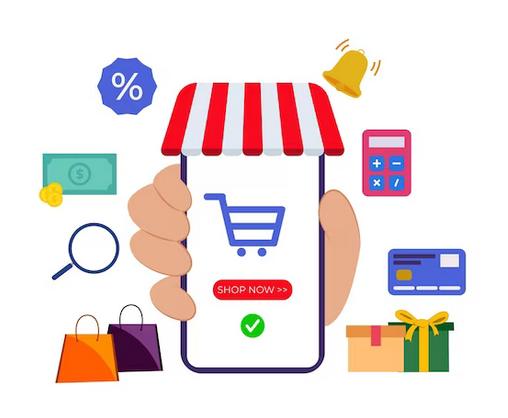 %
$
SHOP NOW >>
+ -
× /